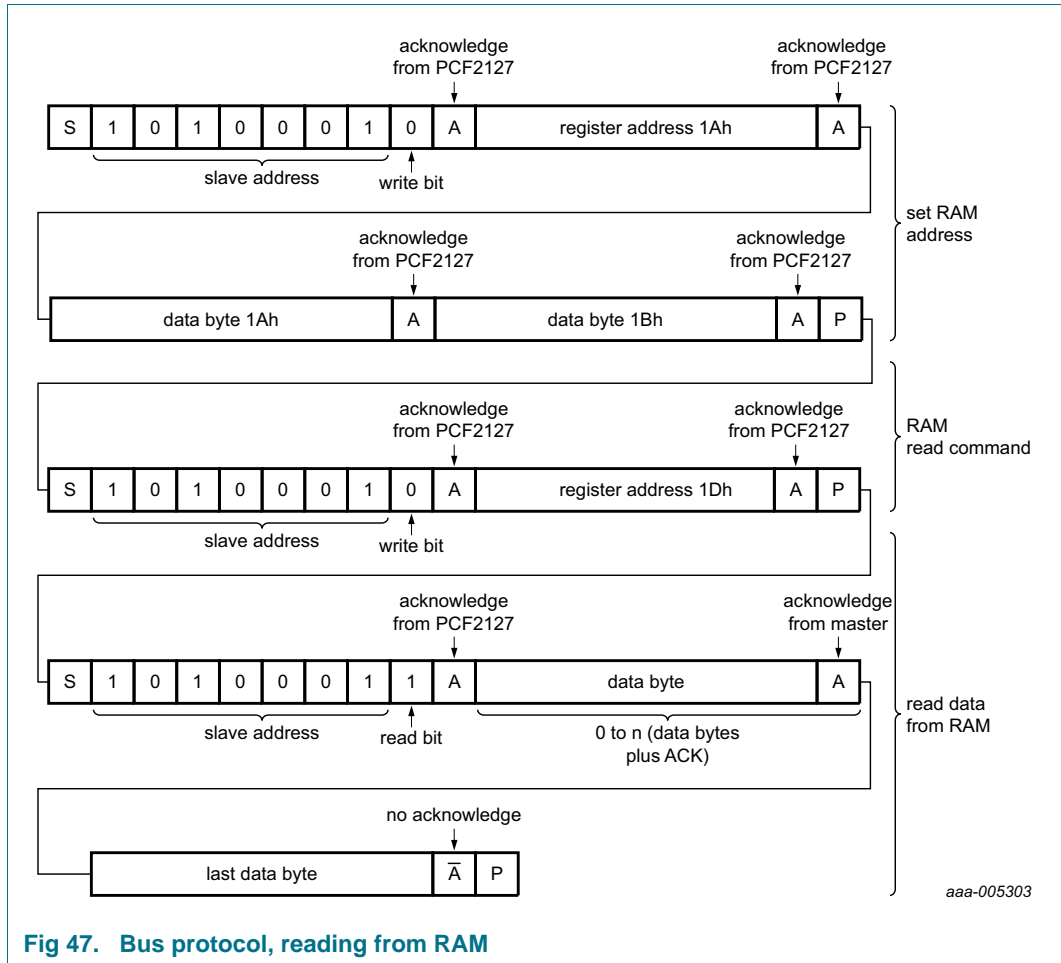 acknowledge
from PCF2127
acknowledge
from PCF2127
S 1 0 1 0 0 0 1 0 A register address 1Ah A
slave address
write bit
set RAM
address
acknowledge
from PCF2127
acknowledge
from PCF2127
data byte 1Ah A data byte 1Bh A P
acknowledge
from PCF2127
acknowledge
from PCF2127
RAM
read command
S 1 0 1 0 0 0 1 0 A register address 1Dh A P
slave address
write bit
acknowledge
from PCF2127
acknowledge
from master
S 1 0 1 0 0 0 1 1 A data byte A
slave address
read bit
0 to n (data bytes
plus ACK)
read data
from RAM
no acknowledge
last data byte A̅ P
aaa-005303
Fig 47. Bus protocol, reading from RAM